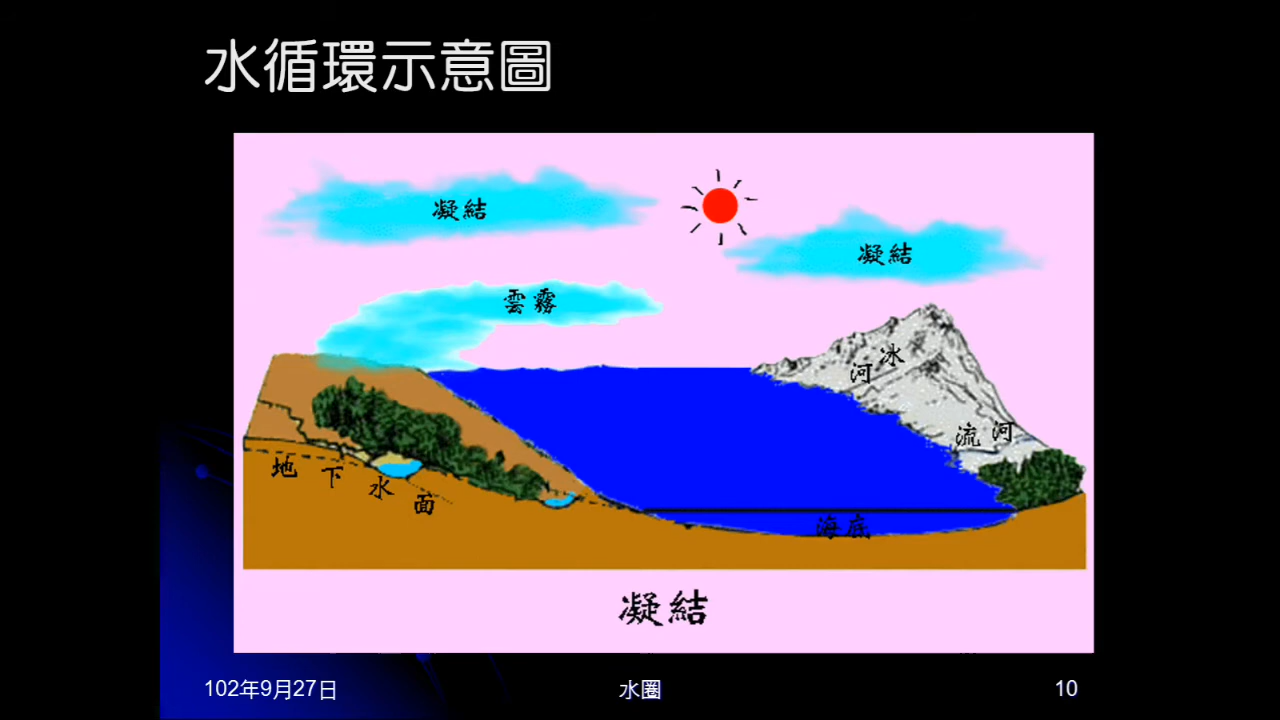 水循環示意圖
凝結
凝結
雲霧
冰河
河流
地下水面
海底
凝結
102年9月27日
水圈
10